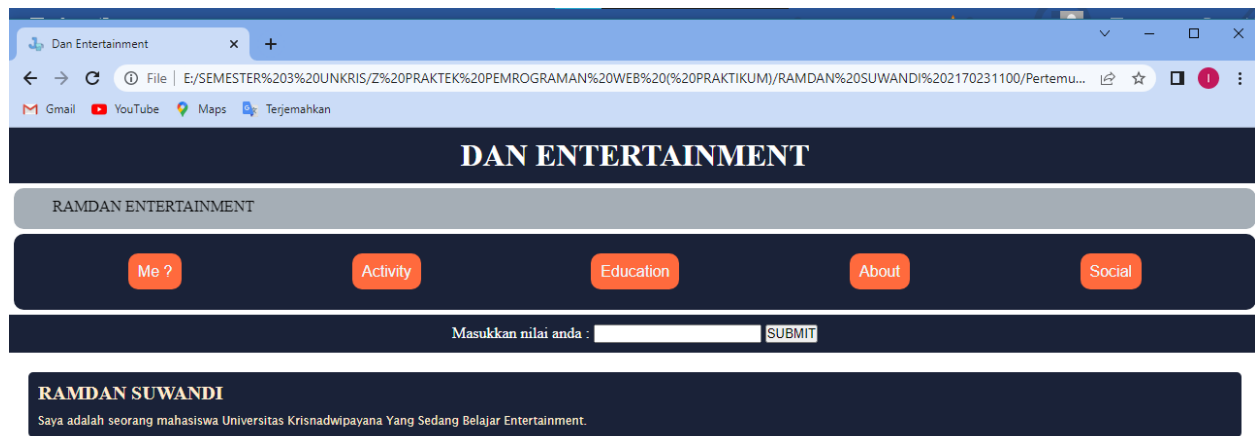 Dan Entertainment
File | E:/SEMESTER%203%20UNKRIS/Z%20PRAKTEK%20PEMROGRAMAN%20WEB%20(%20PRAKTIKUM)/RAMDAN%20SUWANDI%202170231100/Pertemu... I
Gmail YouTube Maps Terjemahkan
DAN ENTERTAINMENT
RAMDAN ENTERTAINMENT
Me ? Activity Education About Social
Masukkan nilai anda : SUBMIT
RAMDAN SUWANDI
Saya adalah seorang mahasiswa Universitas Krisnadwipayana Yang Sedang Belajar Entertainment.